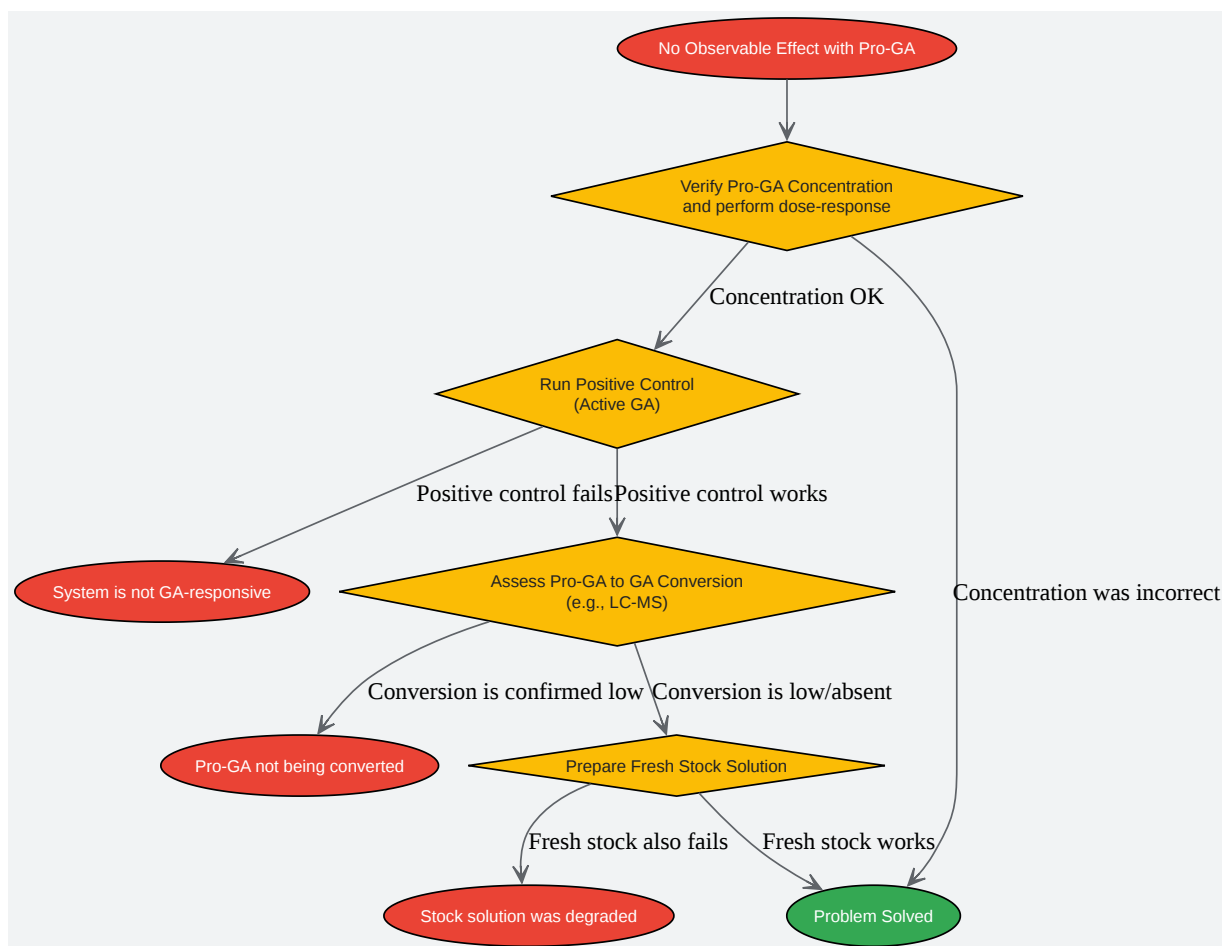 No Observable Effect with Pro-GA
Verify Pro-GA Concentration
and perform dose-response
Concentration OK
Run Positive Control
(Active GA)
Positive control fails
Positive control works
System is not GA-responsive
Assess Pro-GA to GA Conversion
(e.g., LC-MS)
Concentration was incorrect
Conversion is confirmed low
Conversion is low/absent
Pro-GA not being converted
Prepare Fresh Stock Solution
Fresh stock also fails
Fresh stock works
Stock solution was degraded
Problem Solved